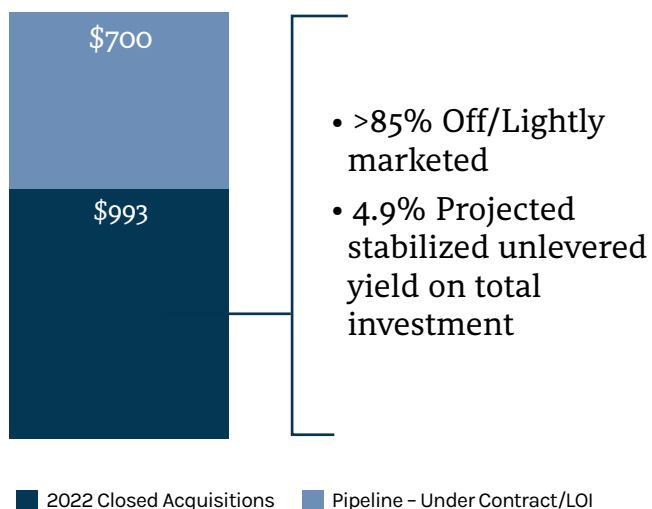 $700
$993
• >85% Off/Lightly
marketed
• 4.9% Projected
stabilized unlevered
yield on total
investment
2022 Closed Acquisitions
Pipeline – Under Contract/LOI